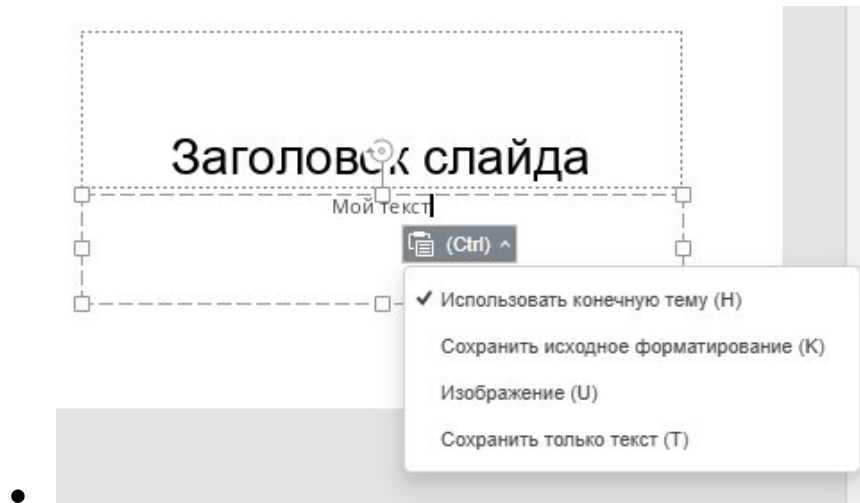 Заголовок слайда
Мой текст
(Ctrl)
Использовать конечную тему (H)
Сохранить исходное форматирование (K)
Изображение (U)
Сохранить только текст (T)